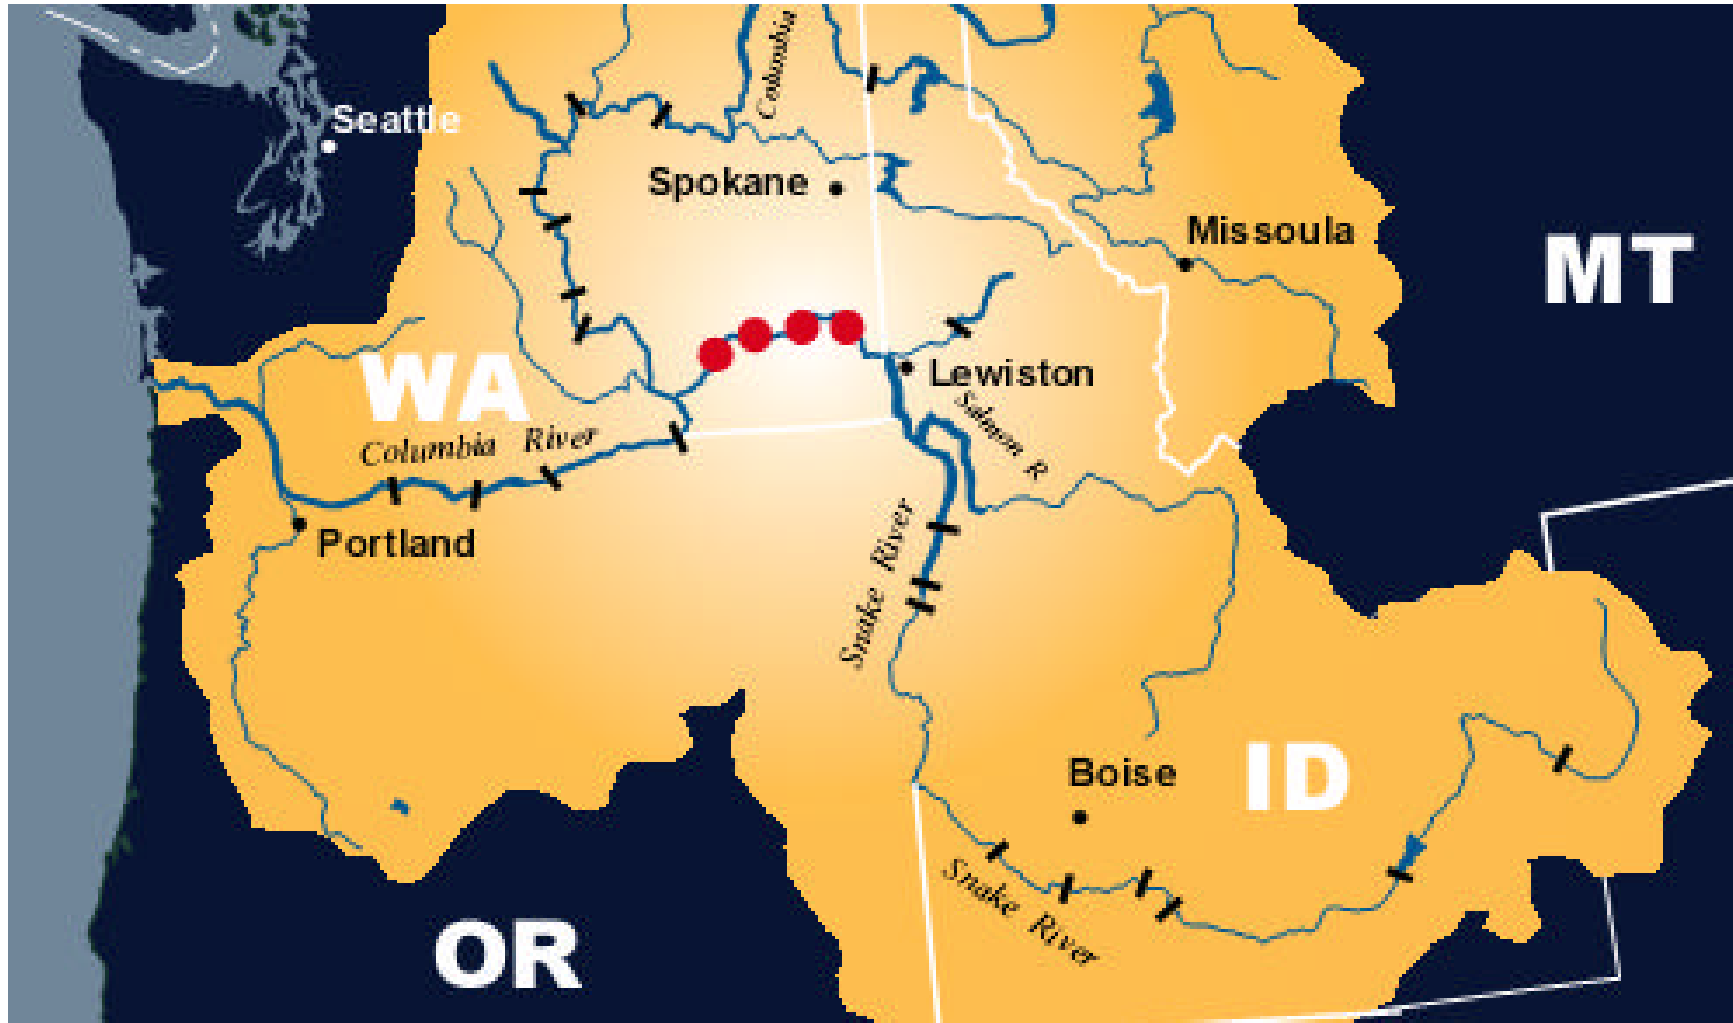 Columbia
Seattle
Spokane
Missoula
MT
WA
Lewiston
Salmon R
Columbia River
Portland
Snake River
Boise
ID
Snake River
OR